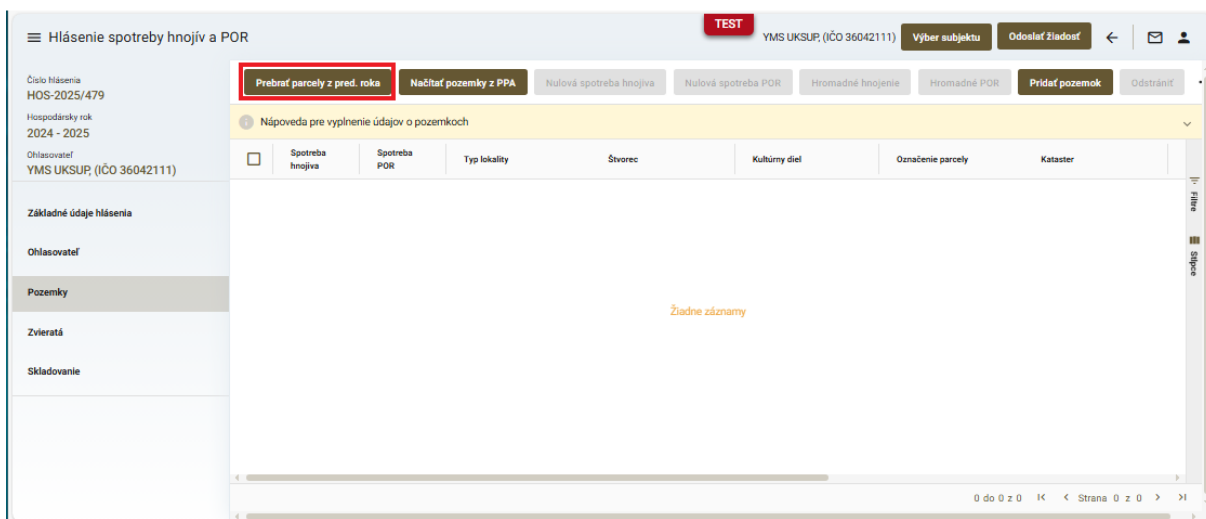 TEST
Hlásenie spotreby hnojív a POR
YMS UKSUP, (IČO 36042111)
Výber subjektu
Odoslať žiadosť
Číslo hlásenia
HOS-2025/479
Hospodársky rok
2024 - 2025
Ohlasovateľ
YMS UKSUP, (IČO 36042111)
Základné údaje hlásenia
Ohlasovateľ
Pozemky
Zvieratá
Skladovanie
Prebrať parcely z pred. roka
Načítať pozemky z PPA
Nulová spotreba hnojiva
Nulová spotreba POR
Hromadné hnojenie
Hromadné POR
Pridať pozemok
Odstrániť
Nápoveda pre vyplnenie údajov o pozemkoch
Spotreba
hnojiva
Spotreba
POR
Typ lokality
Štvorec
Kultúrny diel
Označenie parcely
Kataster
Filtre
Stĺpce
Žiadne záznamy
0 do 0 z 0
Strana 0 z 0